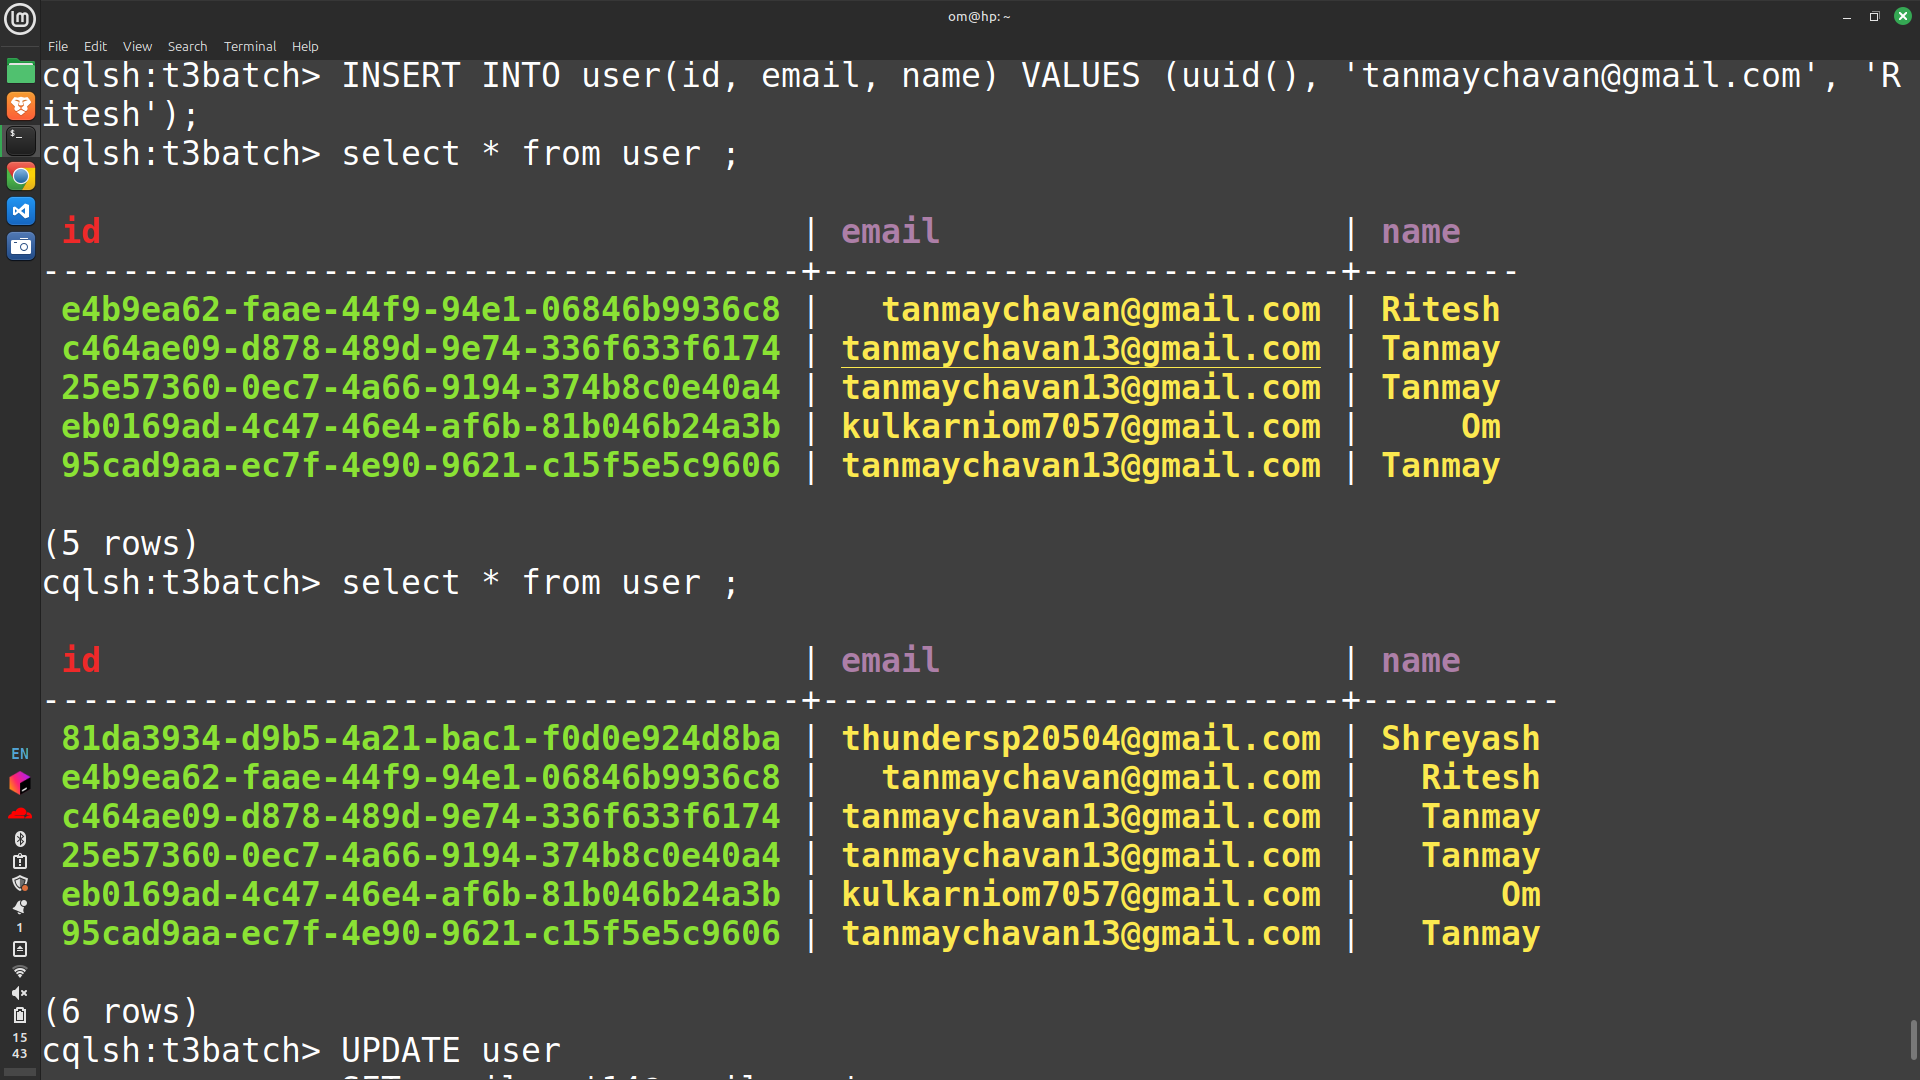 om@hp:~
File Edit View Search Terminal Help
cqlsh:t3batch> INSERT INTO user(id, email, name) VALUES (uuid(), 'tanmaychavan@gmail.com', 'R
itesh');
cqlsh:t3batch> select * from user ;
id | email | name
--------------------------------------+--------------------------+--------
e4b9ea62-faae-44f9-94e1-06846b9936c8 | tanmaychavan@gmail.com | Ritesh
c464ae09-d878-489d-9e74-336f633f6174 | tanmaychavan13@gmail.com | Tanmay
25e57360-0ec7-4a66-9194-374b8c0e40a4 | tanmaychavan13@gmail.com | Tanmay
eb0169ad-4c47-46e4-af6b-81b046b24a3b | kulkarniom7057@gmail.com | Om
95cad9aa-ec7f-4e90-9621-c15f5e5c9606 | tanmaychavan13@gmail.com | Tanmay
(5 rows)
cqlsh:t3batch> select * from user ;
id | email | name
--------------------------------------+--------------------------+----------
81da3934-d9b5-4a21-bac1-f0d0e924d8ba | thundersp20504@gmail.com | Shreyash
e4b9ea62-faae-44f9-94e1-06846b9936c8 | tanmaychavan@gmail.com | Ritesh
c464ae09-d878-489d-9e74-336f633f6174 | tanmaychavan13@gmail.com | Tanmay
25e57360-0ec7-4a66-9194-374b8c0e40a4 | tanmaychavan13@gmail.com | Tanmay
eb0169ad-4c47-46e4-af6b-81b046b24a3b | kulkarniom7057@gmail.com | Om
95cad9aa-ec7f-4e90-9621-c15f5e5c9606 | tanmaychavan13@gmail.com | Tanmay
(6 rows)
cqlsh:t3batch> UPDATE user
EN
1
15
43